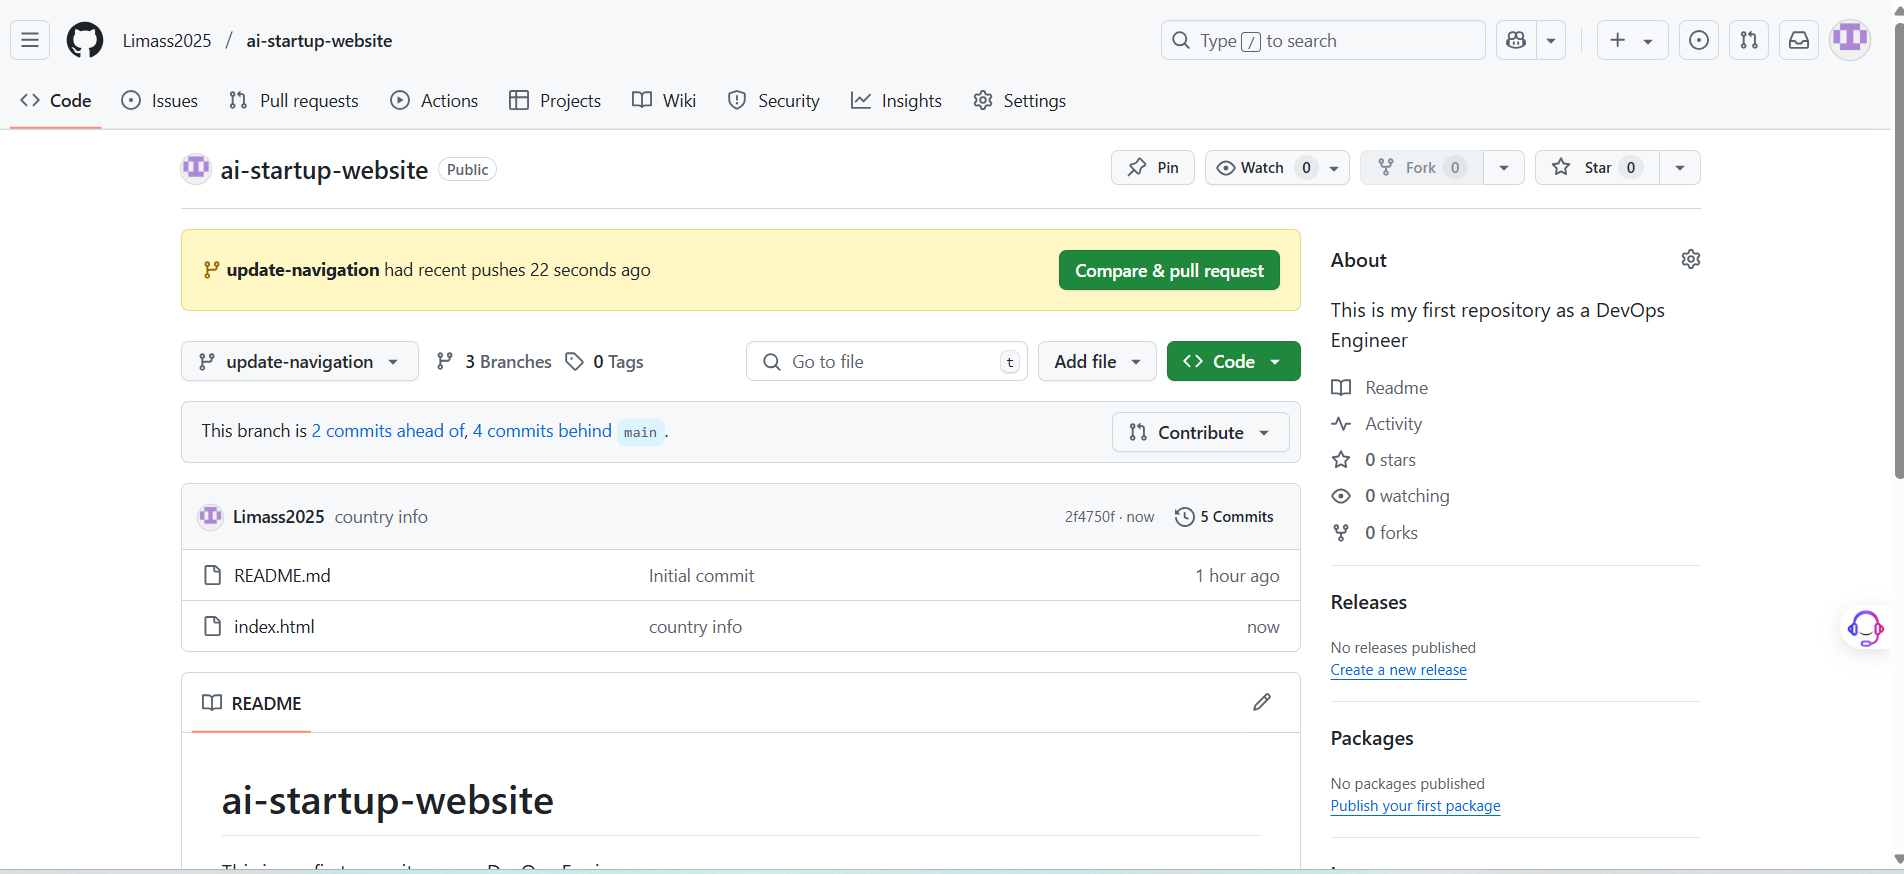 Limass2025 / ai-startup-website
Type / to search
Code Issues Pull requests Actions Projects Wiki Security Insights Settings
ai-startup-website Public
Pin Watch 0 Fork 0 Star 0
update-navigation had recent pushes 22 seconds ago
Compare & pull request
update-navigation 3 Branches 0 Tags
Go to file t
Add file
Code
This branch is 2 commits ahead of, 4 commits behind main .
Contribute
Limass2025 country info 2f4750f · now 5 Commits
README.md Initial commit 1 hour ago
index.html country info now
README
ai-startup-website
About
This is my first repository as a DevOps
Engineer
Readme
Activity
0 stars
0 watching
0 forks
Releases
No releases published
Create a new release
Packages
No packages published
Publish your first package